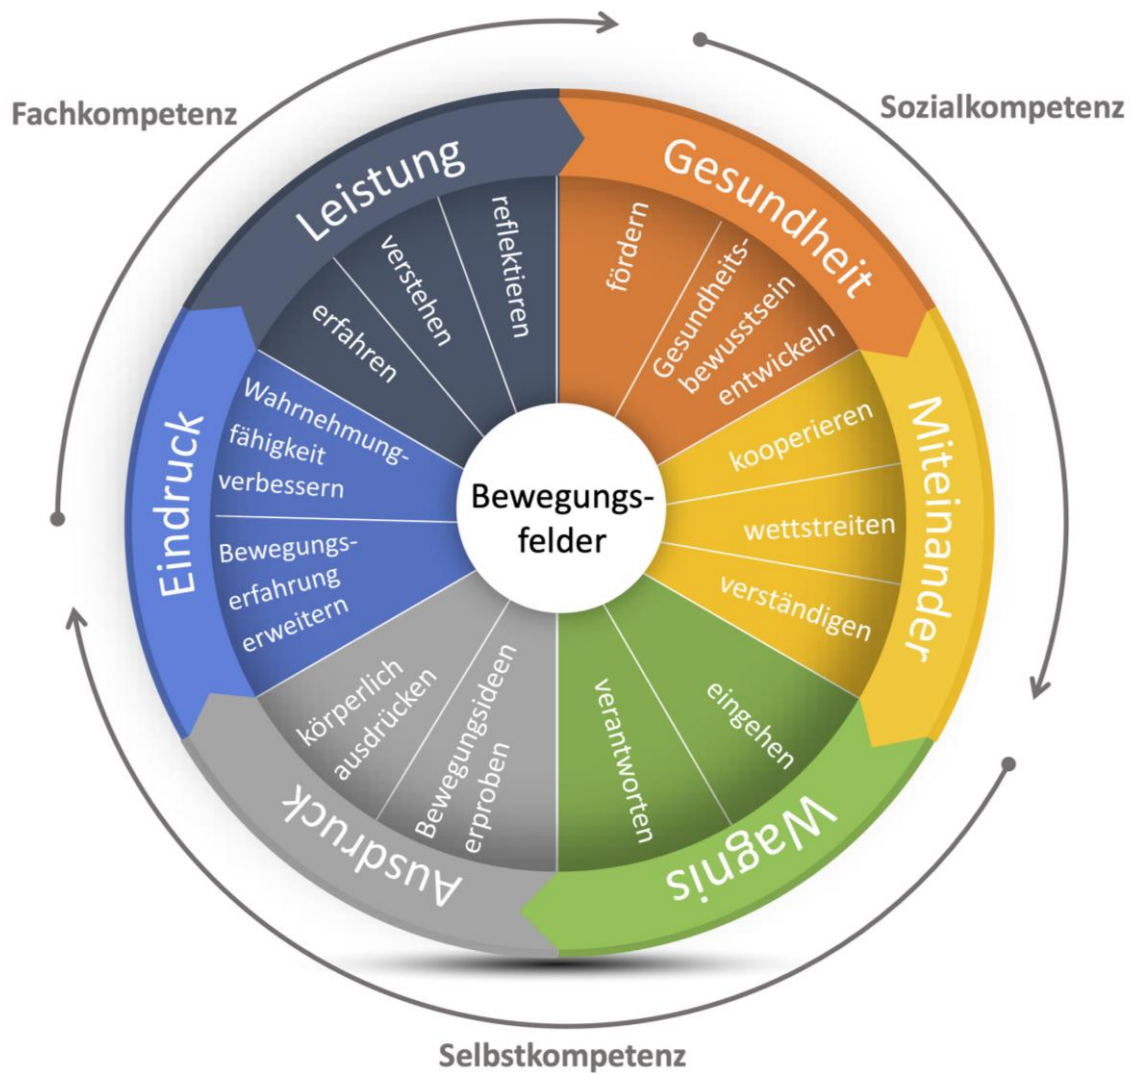 Fachkompetenz
Sozialkompetenz
Leistung
erfahren
verstehen
reflektieren
Gesundheit
fördern
Gesundheits-
bewusstsein
entwickeln
Miteinander
kooperieren
wettstreiten
verständigen
Wagnis
eingehen
verantworten
Ausdruck
Bewegungsideen
erproben
körperlich
ausdrücken
Eindruck
Wahrnehmung-
fähigkeit
verbessern
Bewegungs-
erfahrung
erweitern
Bewegungs-
felder
Selbstkompetenz